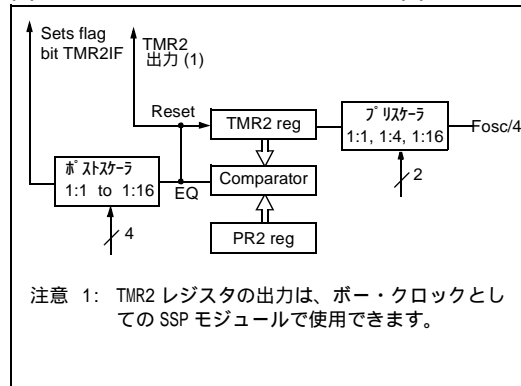 Sets flag
bit TMR2IF
TMR2
出力 (1)
Reset
TMR2 reg
プリスケーラ
1:1, 1:4, 1:16
Fosc/4
2
ポストスケーラ
1:1 to 1:16
EQ
Comparator
4
PR2 reg
注意 1: TMR2 レジスタの出力は、ボー・クロックとし
ての SSP モジュールで使用できます。